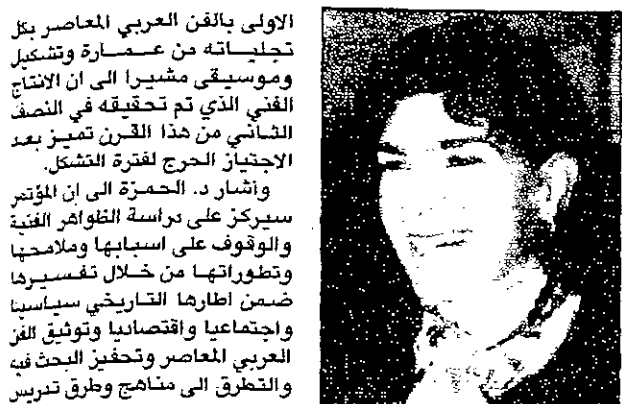 الاولى بالفن العربي المعاصر بكل
تجلياته من عمارة وتشكيل
وموسيقى مشيرا الى ان الانتاج
الفني الذي تم تحقيقه في النصف
الثاني من هذا القرن تميز بعد
الاجتياز الحرج لفترة التشكل.
وأشار د. الحمزة الى ان المؤتمر
سيركز على دراسة الظواهر الفنية
والوقوف على اسبابها وملامحها
وتطوراتها من خلال تفسيرها
ضمن اطارها التاريخي سياسيا
واجتماعيا واقتصاديا وتوثيق الفن
العربي المعاصر وتحفيز البحث فيه
والتطرق الى مناهج وطرق تدريس